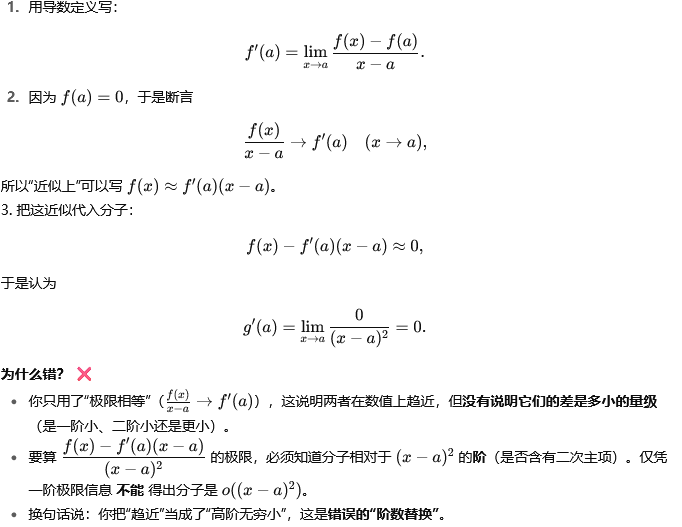 1. 用导数定义写：
f′(a) = lim_{x→a} \frac{f(x) − f(a)}{x − a}.
2. 因为 f(a) = 0，于是断言
\frac{f(x)}{x − a} → f′(a)　(x → a),
所以“近似上”可以写 f(x) ≈ f′(a)(x − a)。
3. 把这近似代入分子：
f(x) − f′(a)(x − a) ≈ 0,
于是认为
g′(a) = lim_{x→a} \frac{0}{(x − a)^2} = 0.
为什么错？ ❌
• 你只用了“极限相等”（\frac{f(x)}{x−a} → f′(a)），这说明两者在数值上趋近，但没有说明它们的差是多小的量级
（是一阶小、二阶小还是更小）。
• 要算 \frac{f(x) − f′(a)(x − a)}{(x − a)^2} 的极限，必须知道分子相对于 (x − a)^2 的阶（是否含有二次主项）。仅凭
一阶极限信息 不能 得出分子是 o((x − a)^2)。
• 换句话说：你把“趋近”当成了“高阶无穷小”，这是错误的“阶数替换”。